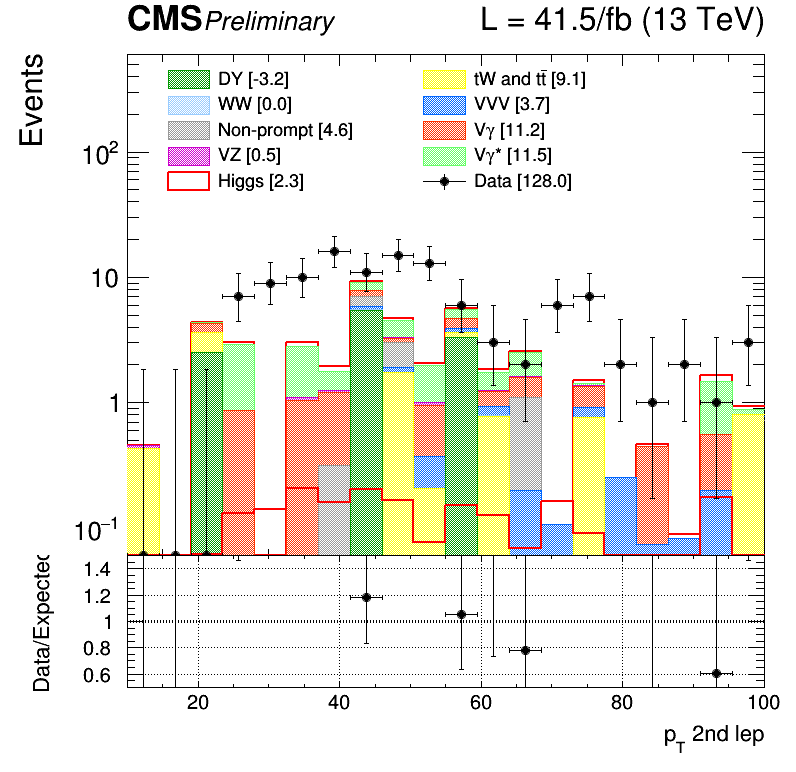 CMS Preliminary L = 41.5/fb (13 TeV)
Events
DY [-3.2]
tW and tt̄ [9.1]
WW [0.0]
VVV [3.7]
Non-prompt [4.6]
Vγ [11.2]
VZ [0.5]
Vγ* [11.5]
Higgs [2.3]
Data [128.0]
10²
10
1
10⁻¹
Data/Expected
1.4
1.2
1
0.8
0.6
20 40 60 80 100
p_T 2nd lep